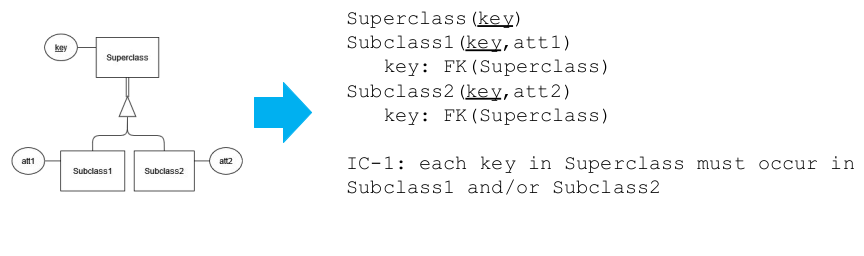 key
Superclass
att1
Subclass1
Subclass2
att2
Superclass(key)
Subclass1(key,att1)
key: FK(Superclass)
Subclass2(key,att2)
key: FK(Superclass)
IC-1: each key in Superclass must occur in
Subclass1 and/or Subclass2